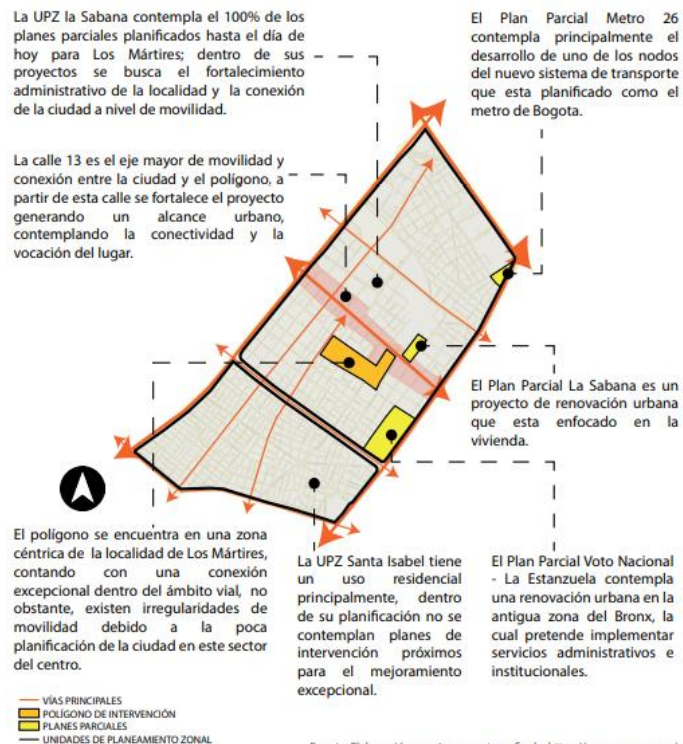 La UPZ la Sabana contempla el 100% de los
planes parciales planificados hasta el día de
hoy para Los Mártires; dentro de sus
proyectos se busca el fortalecimiento
administrativo de la localidad y la conexión
de la ciudad a nivel de movilidad.
El Plan Parcial Metro 26
contempla principalmente el
desarrollo de uno de los nodos
del nuevo sistema de transporte
que esta planificado como el
metro de Bogota.
La calle 13 es el eje mayor de movilidad y
conexión entre la ciudad y el polígono, a
partir de esta calle se fortalece el proyecto
generando un alcance urbano,
contemplando la conectividad y la
vocación del lugar.
El Plan Parcial La Sabana es un
proyecto de renovación urbana
que esta enfocado en la
vivienda.
El polígono se encuentra en una zona
céntrica de la localidad de Los Mártires,
contando con una conexión
excepcional dentro del ámbito vial, no
obstante, existen irregularidades de
movilidad debido a la poca
planificación de la ciudad en este sector
del centro.
La UPZ Santa Isabel tiene
un uso residencial
principalmente, dentro
de su planificación no se
contemplan planes de
intervención próximos
para el mejoramiento
excepcional.
El Plan Parcial Voto Nacional
- La Estanzuela contempla
una renovación urbana en la
antigua zona del Bronx, la
cual pretende implementar
servicios administrativos e
institucionales.
VÍAS PRINCIPALES
POLÍGONO DE INTERVENCIÓN
PLANES PARCIALES
UNIDADES DE PLANEAMIENTO ZONAL